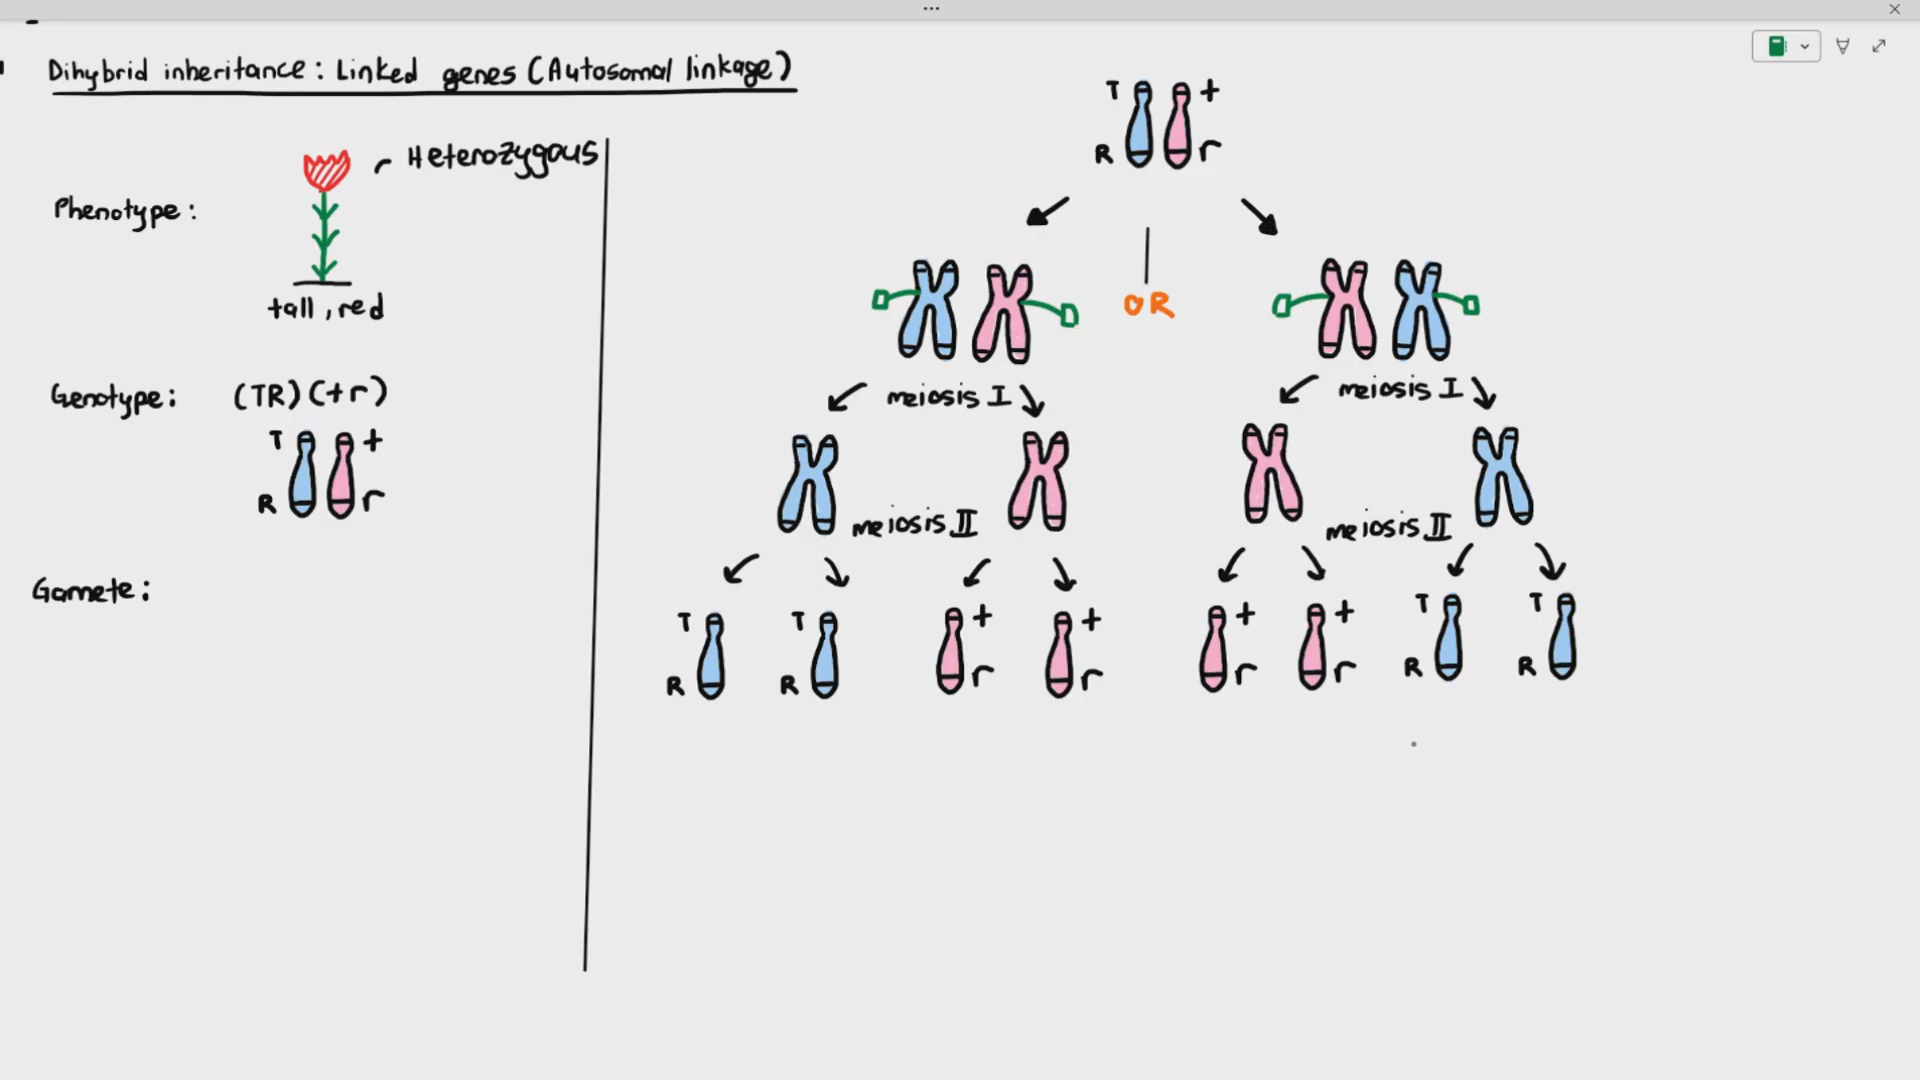 Dihybrid inheritance: Linked genes (Autosomal linkage)
Heterozygous
Phenotype:
tall, red
Genotype: (TR)(tr)
T t
R r
Gamete:
T t
R r
OR
meiosis I
meiosis I
meiosis II
meiosis II
T T t t t t T T
R R r r r r R R